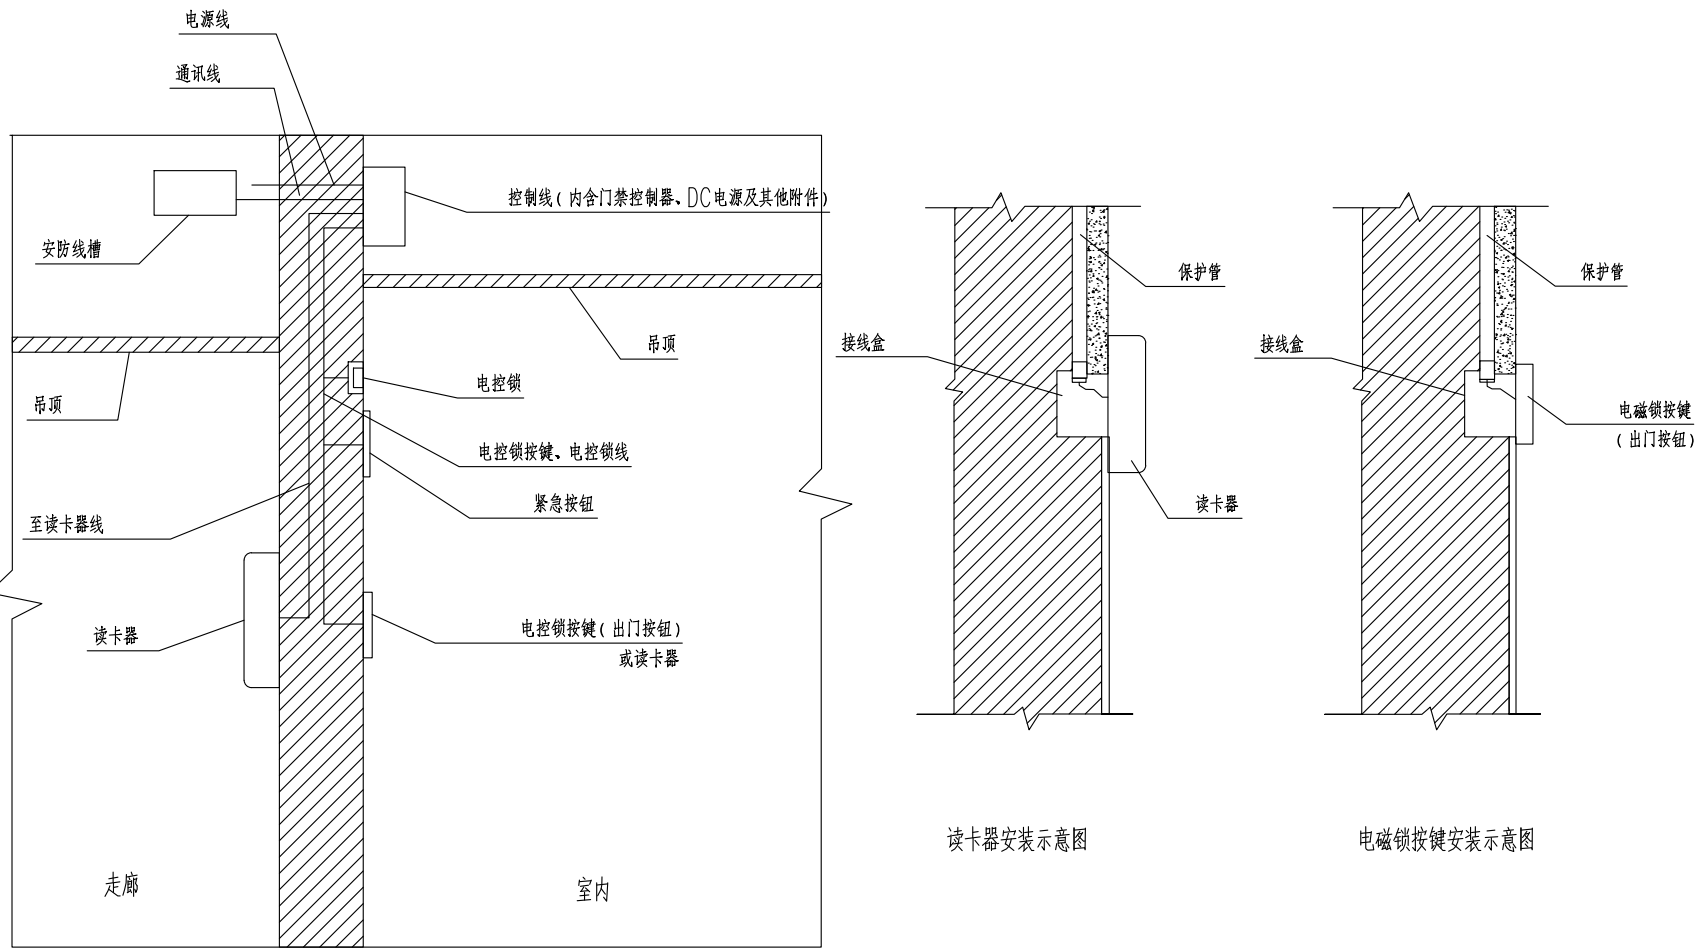 电源线
通讯线
控制线(内含门禁控制器、DC电源及其他附件)
安防线槽
吊顶
电控锁
吊顶
电控锁按键、电控锁线
紧急按钮
至读卡器线
读卡器
电控锁按键(出门按钮)
或读卡器
走廊
室内
保护管
接线盒
读卡器
读卡器安装示意图
保护管
接线盒
电磁锁按键
(出门按钮)
电磁锁按键安装示意图